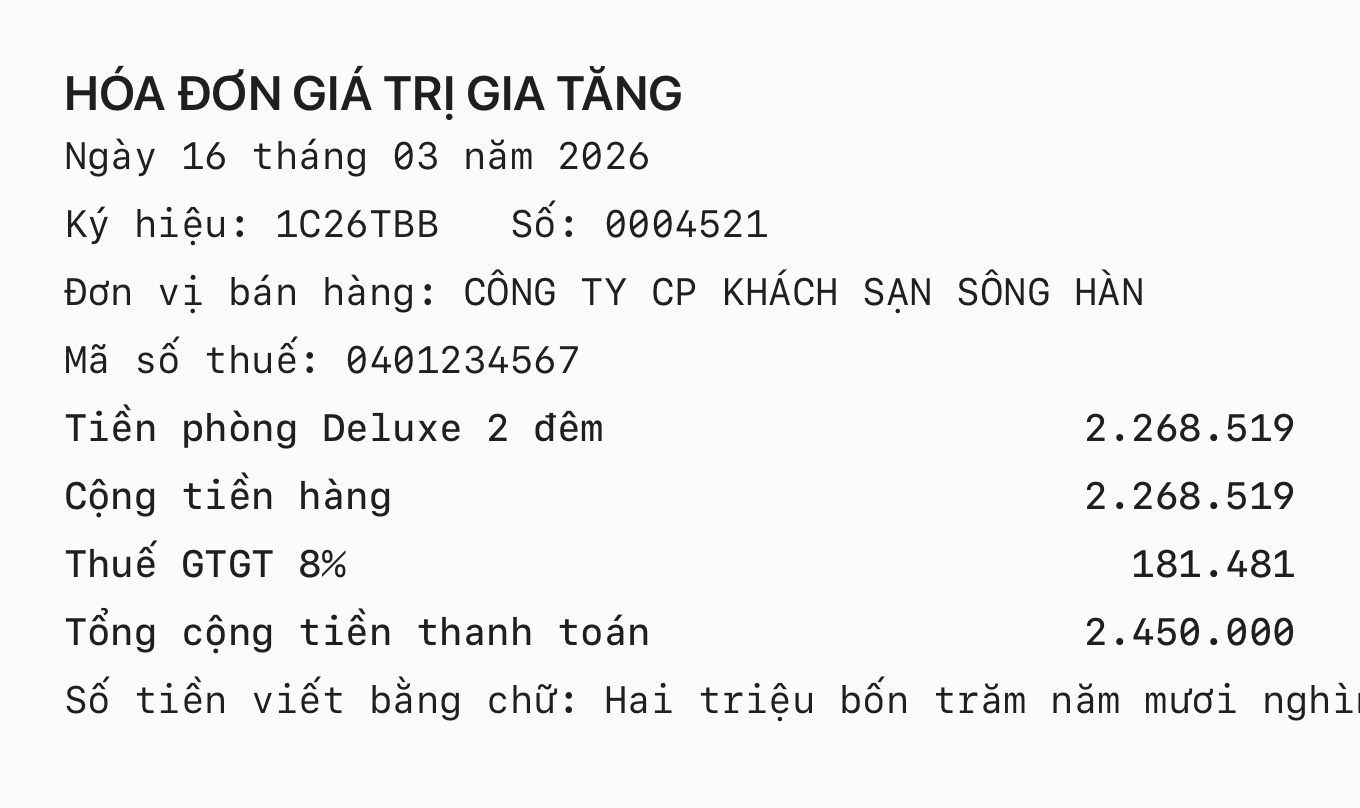 HÓA ĐƠN GIÁ TRỊ GIA TĂNG
Ngày 16 tháng 03 năm 2026
Ký hiệu: 1C26TBB   Số: 0004521
Đơn vị bán hàng: CÔNG TY CP KHÁCH SẠN SÔNG HÀN
Mã số thuế: 0401234567
Tiền phòng Deluxe 2 đêm 2.268.519
Cộng tiền hàng 2.268.519
Thuế GTGT 8% 181.481
Tổng cộng tiền thanh toán 2.450.000
Số tiền viết bằng chữ: Hai triệu bốn trăm năm mươi